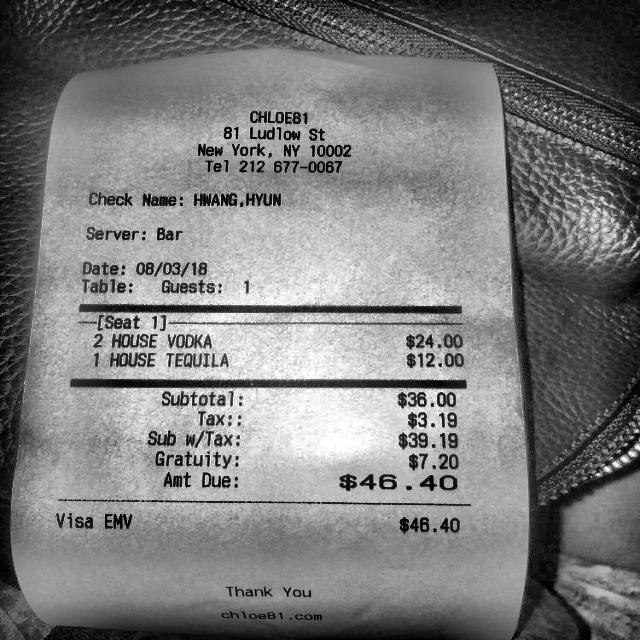 CHLOE81
81 Ludlow St
New York, NY 10002
Tel 212 677-0067
Check Name: HWANG,HYUN
Server: Bar
Date: 08/03/18
Table: Guests: 1
[Seat 1]
2 HOUSE VODKA $24.00
1 HOUSE TEQUILA $12.00
Subtotal: $36.00
Tax:: $3.19
Sub w/Tax: $39.19
Gratuity: $7.20
Amt Due: $46.40
Visa EMV $46.40
Thank You
chloe81.com